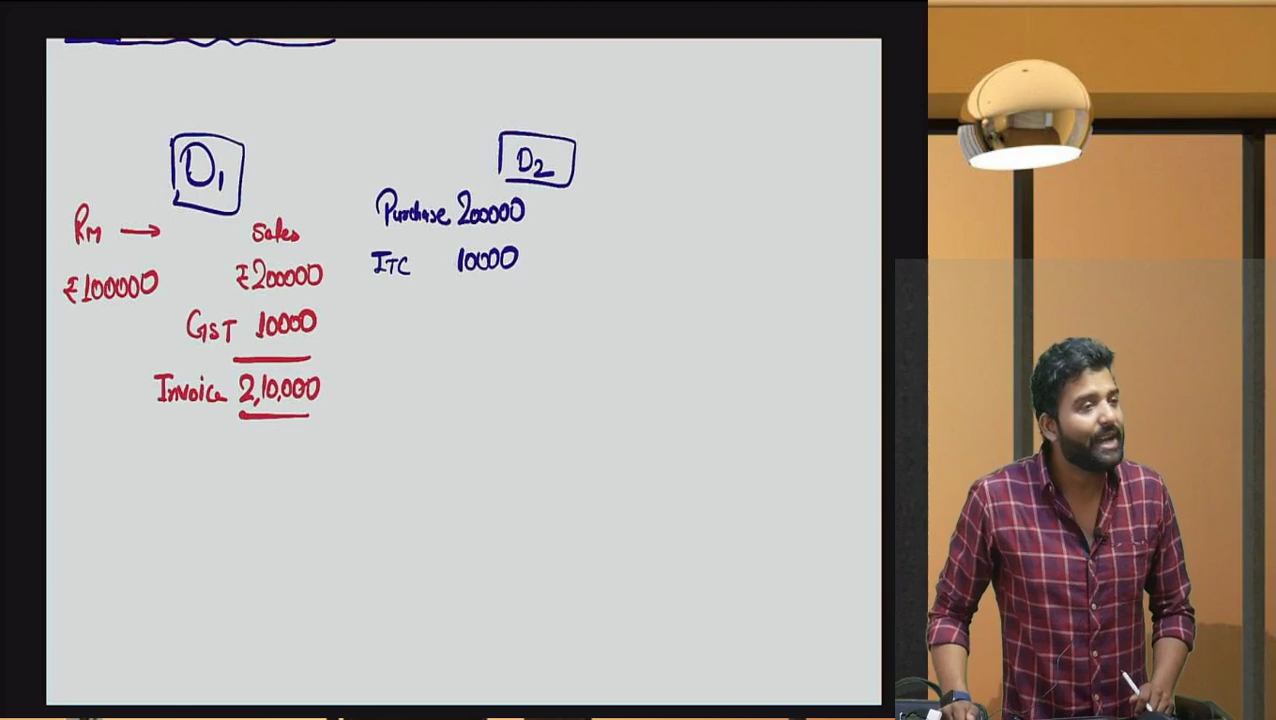 D1
RM → Sales
₹100000 ₹200000
GST 10000
Invoice 2,10,000
D2
Purchase 200000
ITC 10000